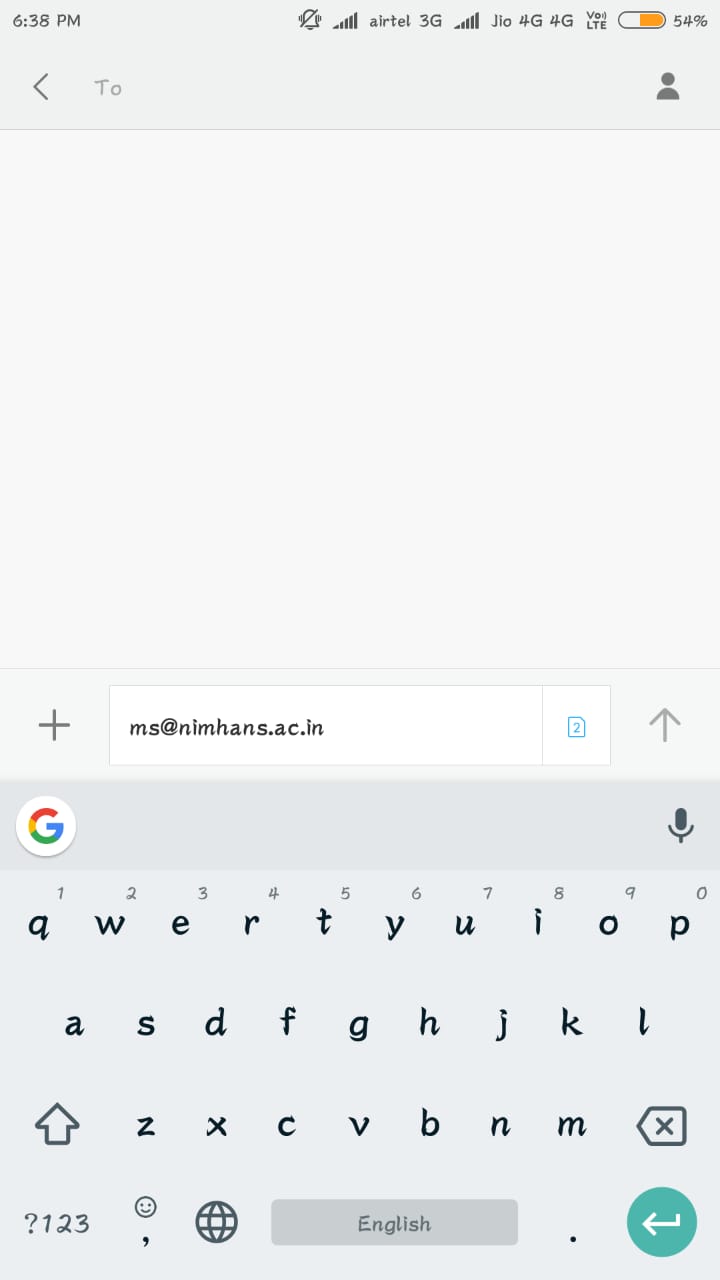 6:38 PM airtel 3G Jio 4G 4G Vo)) LTE 54%
To
ms@nimhans.ac.in 2
G
1 2 3 4 5 6 7 8 9 0
q w e r t y u i o p
a s d f g h j k l
z x c v b n m
?123 , English .